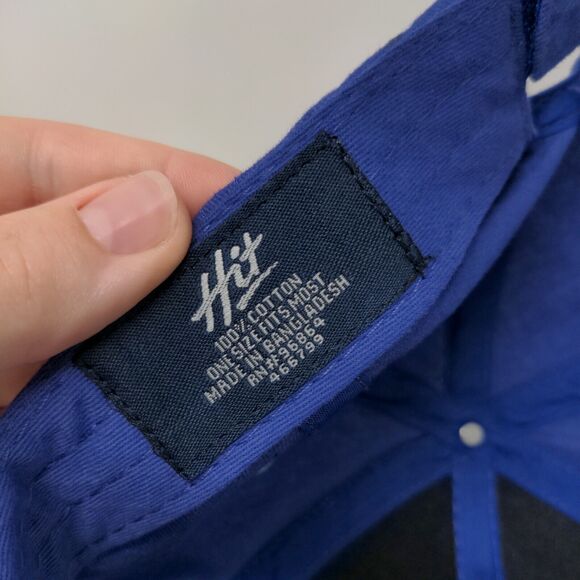 Hit
100% COTTON
ONE SIZE FITS MOST
MADE IN BANGLADESH
RN# 96864
466799